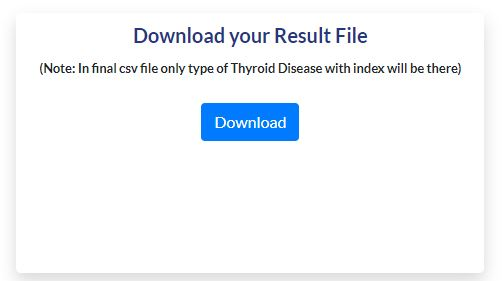 Download your Result File
(Note: In final csv file only type of Thyroid Disease with index will be there)
Download